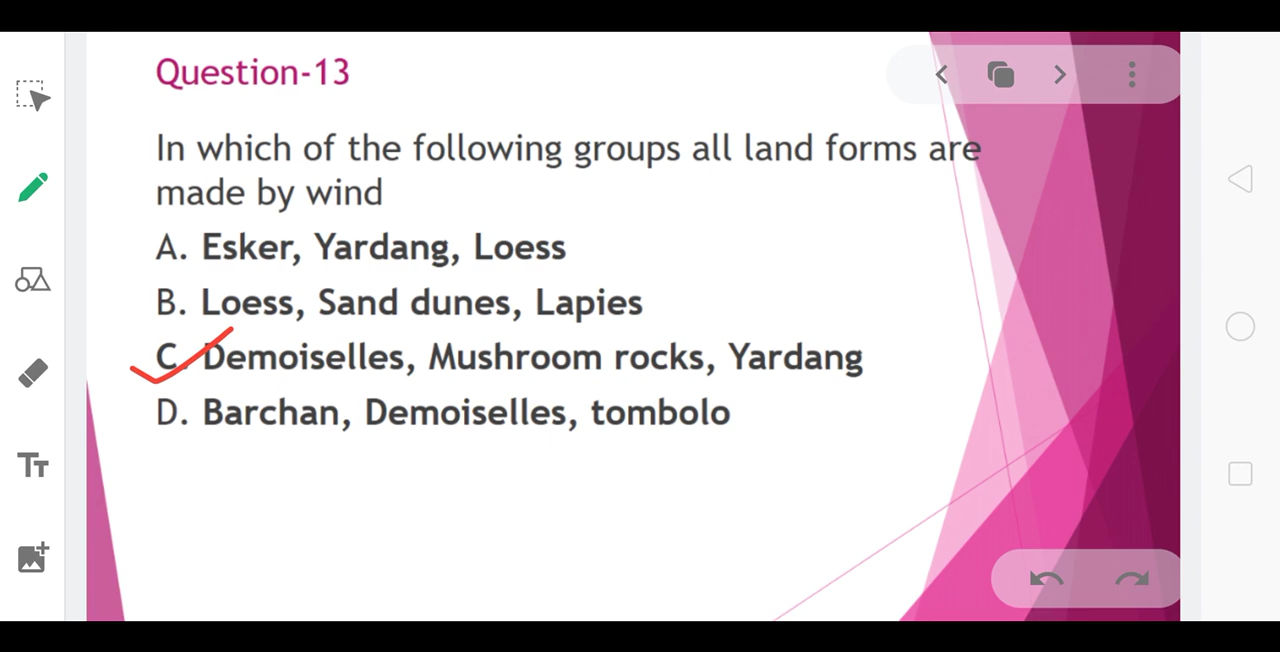 Question-13
In which of the following groups all land forms are
made by wind
A. Esker, Yardang, Loess
B. Loess, Sand dunes, Lapies
C. Demoiselles, Mushroom rocks, Yardang
D. Barchan, Demoiselles, tombolo
TT